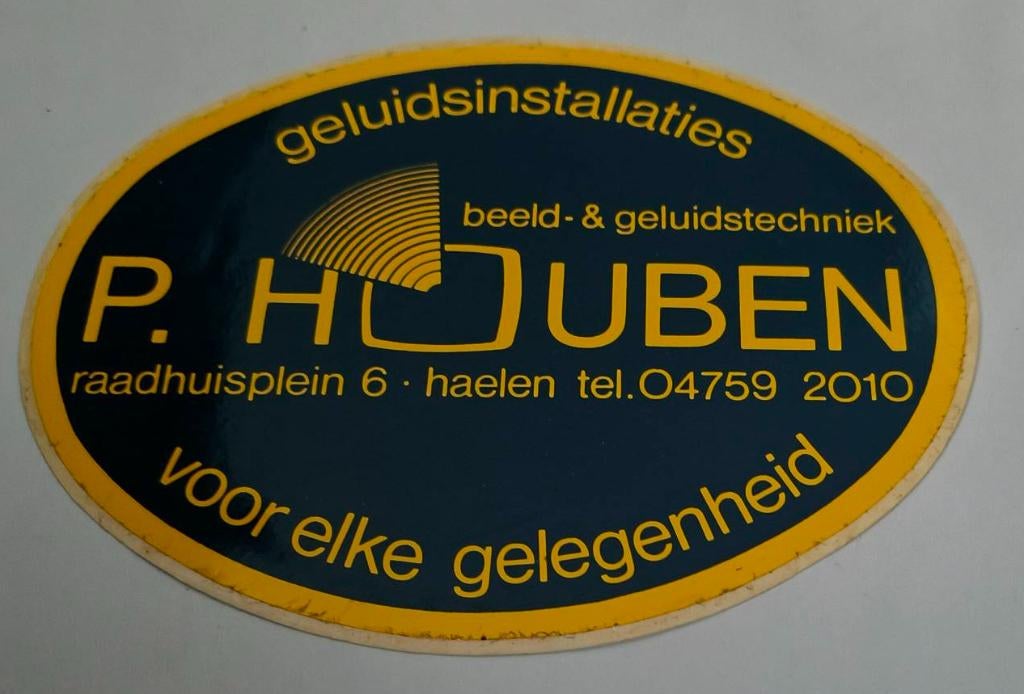 geluidsinstallaties
beeld- & geluidstechniek
P. HOUBEN
raadhuisplein 6 · haelen tel.04759 2010
voor elke gelegenheid